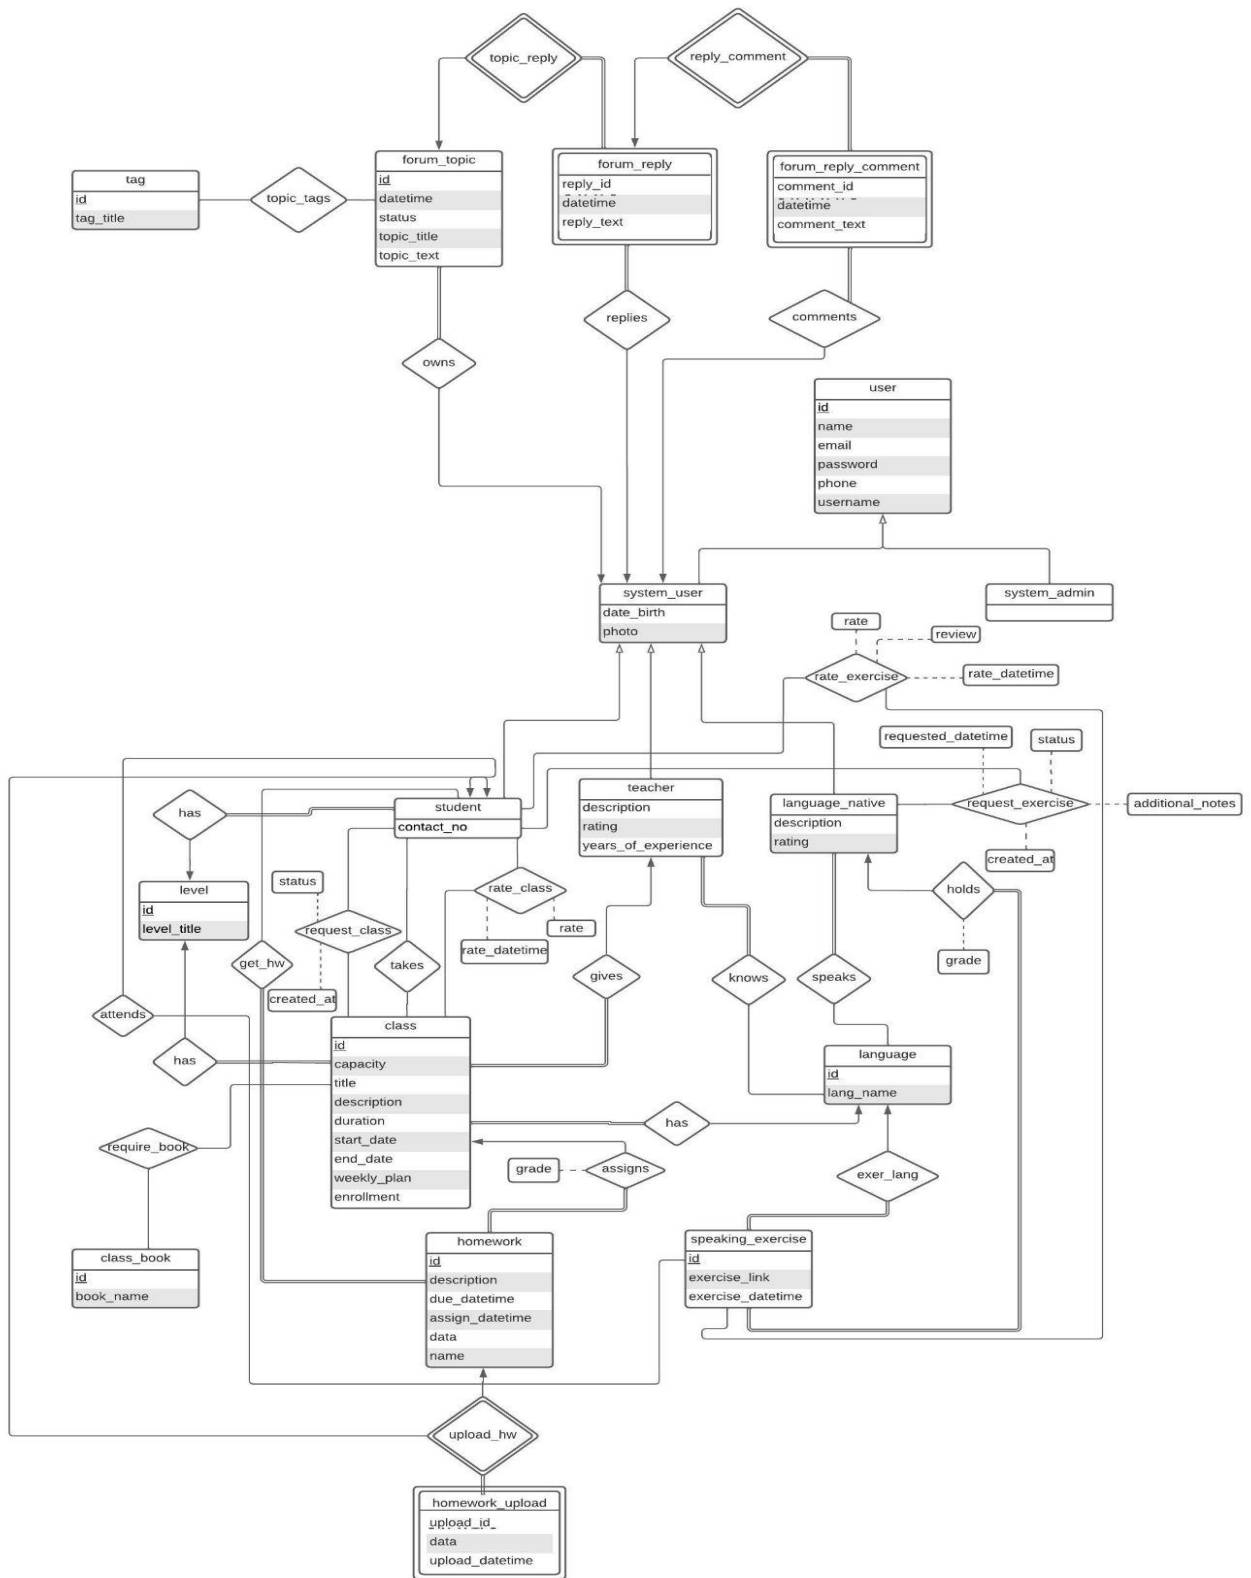 topic_reply
reply_comment
tag
id
tag_title
topic_tags
forum_topic
id
datetime
status
topic_title
topic_text
forum_reply
reply_id
datetime
reply_text
forum_reply_comment
comment_id
datetime
comment_text
owns
replies
comments
user
id
name
email
password
phone
username
system_user
date_birth
photo
system_admin
rate
review
rate_exercise
rate_datetime
requested_datetime
status
request_exercise
additional_notes
created_at
has
student
contact_no
teacher
description
rating
years_of_experience
language_native
description
rating
level
id
level_title
status
request_class
created_at
rate_class
rate
rate_datetime
holds
grade
get_hw
takes
gives
knows
speaks
attends
has
class
id
capacity
title
description
duration
start_date
end_date
weekly_plan
enrollment
language
id
lang_name
has
require_book
grade
assigns
exer_lang
class_book
id
book_name
homework
id
description
due_datetime
assign_datetime
data
name
speaking_exercise
id
exercise_link
exercise_datetime
upload_hw
homework_upload
upload_id
data
upload_datetime